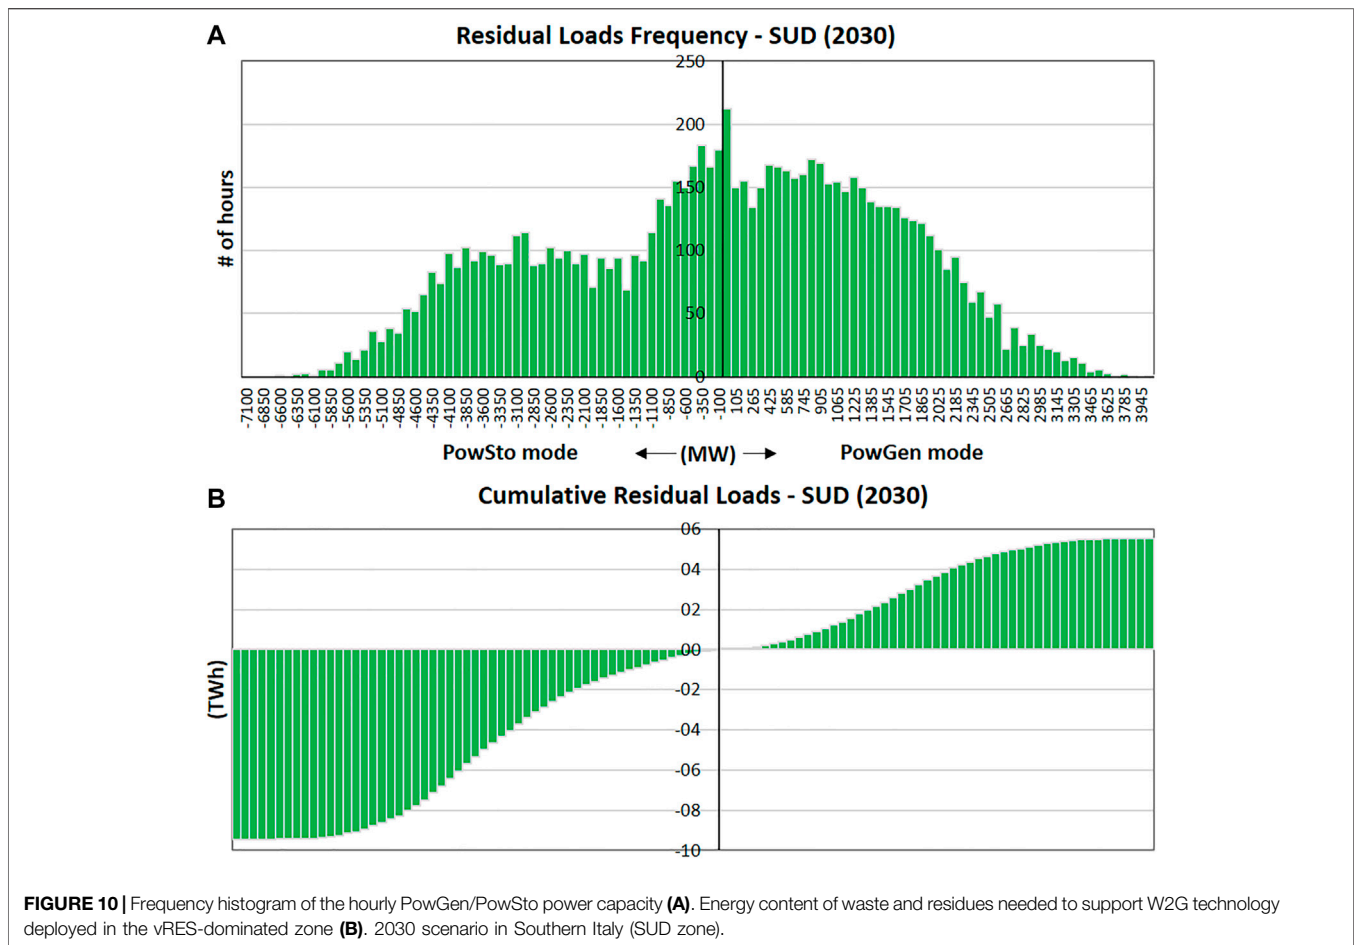 A
Residual Loads Frequency - SUD (2030)
250
200
150
100
50
0
# of hours
-7100 -6850 -6600 -6350 -6100 -5850 -5600 -5350 -5100 -4850 -4600 -4350 -4100 -3850 -3600 -3350 -3100 -2850 -2600 -2350 -2100 -1850 -1600 -1350 -1100 -850 -600 -350 -100 105 265 425 585 745 905 1065 1225 1385 1545 1705 1865 2025 2185 2345 2505 2665 2825 2985 3145 3305 3465 3625 3785 3945
PowSto mode (MW) PowGen mode
B
Cumulative Residual Loads - SUD (2030)
06
04
02
00
-02
-04
-06
-08
-10
(TWh)
FIGURE 10 | Frequency histogram of the hourly PowGen/PowSto power capacity (A). Energy content of waste and residues needed to support W2G technology
deployed in the vRES-dominated zone (B). 2030 scenario in Southern Italy (SUD zone).